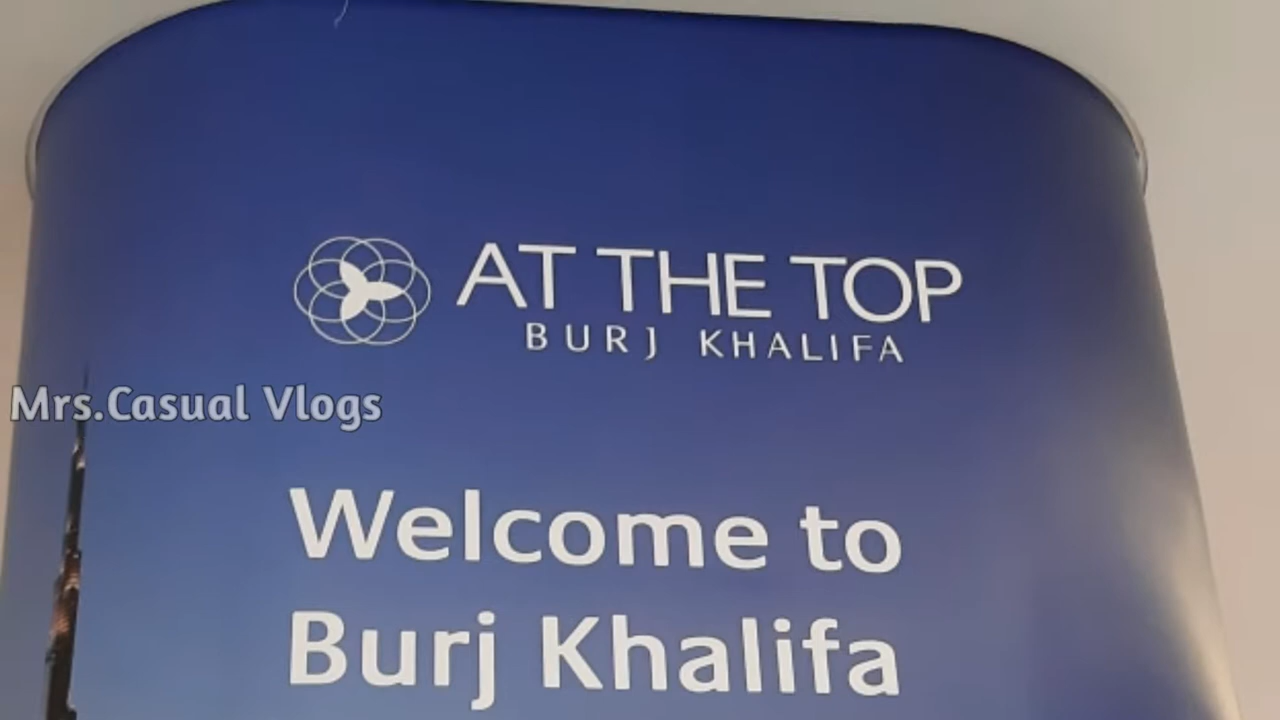 AT THE TOP
BURJ KHALIFA
Mrs.Casual Vlogs
Welcome to
Burj Khalifa